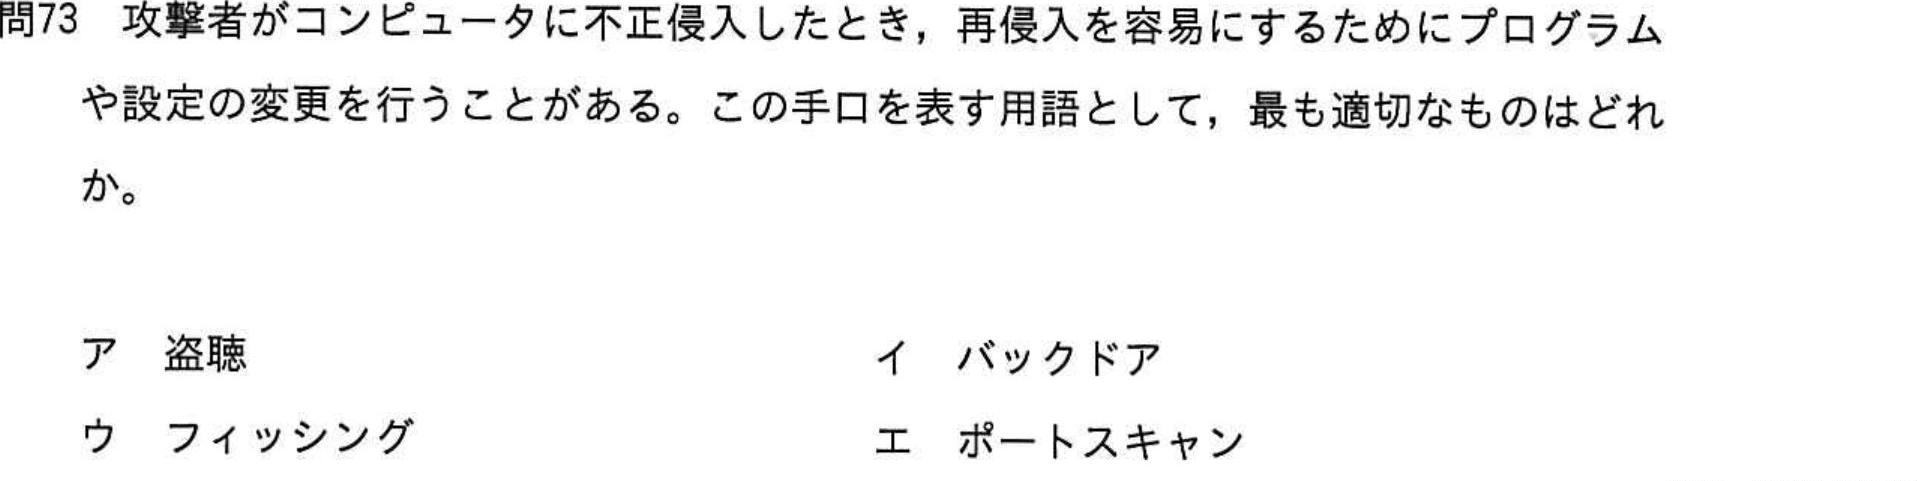 問73　攻撃者がコンピュータに不正侵入したとき，再侵入を容易にするためにプログラム
や設定の変更を行うことがある。この手口を表す用語として，最も適切なものはどれ
か。
ア　盗聴　イ　バックドア
ウ　フィッシング　エ　ポートスキャン